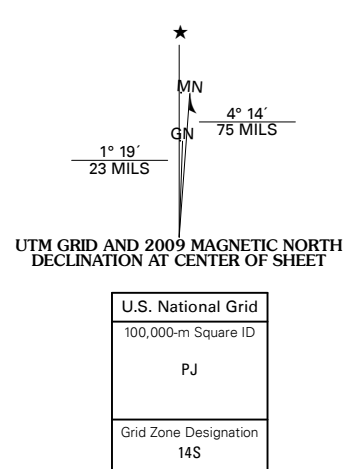 ★
MN
4° 14´
75 MILS
GN
1° 19´
23 MILS
UTM GRID AND 2009 MAGNETIC NORTH
DECLINATION AT CENTER OF SHEET
U.S. National Grid
100,000-m Square ID
PJ
Grid Zone Designation
14S